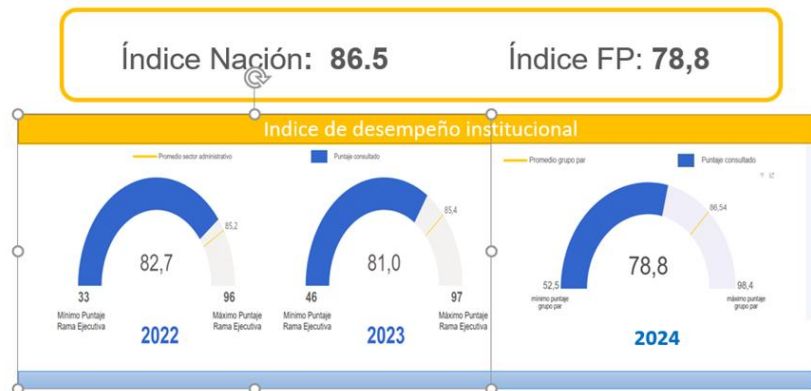 Índice Nación: 86.5
Índice FP: 78,8
Indice de desempeño institucional
Promedio sector administrativo
Puntaje consultado
85,2
82,7
33
Mínimo Puntaje
Rama Ejecutiva
96
Máximo Puntaje
Rama Ejecutiva
2022
85,4
81,0
46
Mínimo Puntaje
Rama Ejecutiva
97
Máximo Puntaje
Rama Ejecutiva
2023
Promedio grupo par
Puntaje consultado
86,54
78,8
52,5
mínimo puntaje
grupo par
98,4
máximo puntaje
grupo par
2024